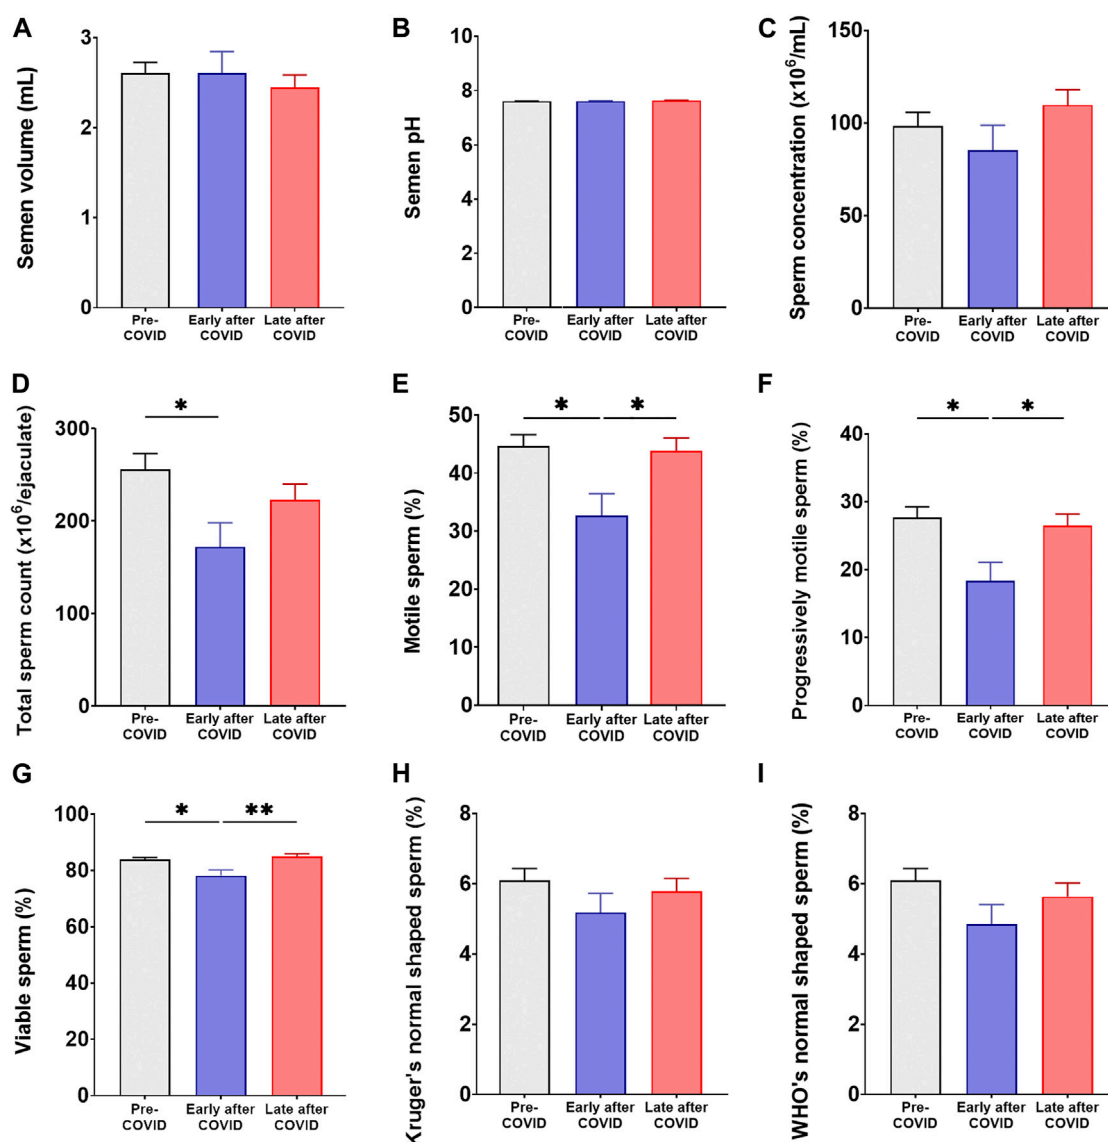 A
Semen volume (mL)
3
2
1
0
Pre-
COVID
Early after
COVID
Late after
COVID
B
Semen pH
10
8
6
4
2
0
Pre-
COVID
Early after
COVID
Late after
COVID
C
Sperm concentration (x10⁶/mL)
150
100
50
0
Pre-
COVID
Early after
COVID
Late after
COVID
D
Total sperm count (x10⁶/ejaculate)
300
200
100
0
*
Pre-
COVID
Early after
COVID
Late after
COVID
E
Motile sperm (%)
50
40
30
20
10
0
* *
Pre-
COVID
Early after
COVID
Late after
COVID
F
Progressively motile sperm (%)
40
30
20
10
0
* *
Pre-
COVID
Early after
COVID
Late after
COVID
G
Viable sperm (%)
100
80
60
40
20
0
* **
Pre-
COVID
Early after
COVID
Late after
COVID
H
Kruger's normal shaped sperm (%)
8
6
4
2
0
Pre-
COVID
Early after
COVID
Late after
COVID
I
WHO's normal shaped sperm (%)
8
6
4
2
0
Pre-
COVID
Early after
COVID
Late after
COVID